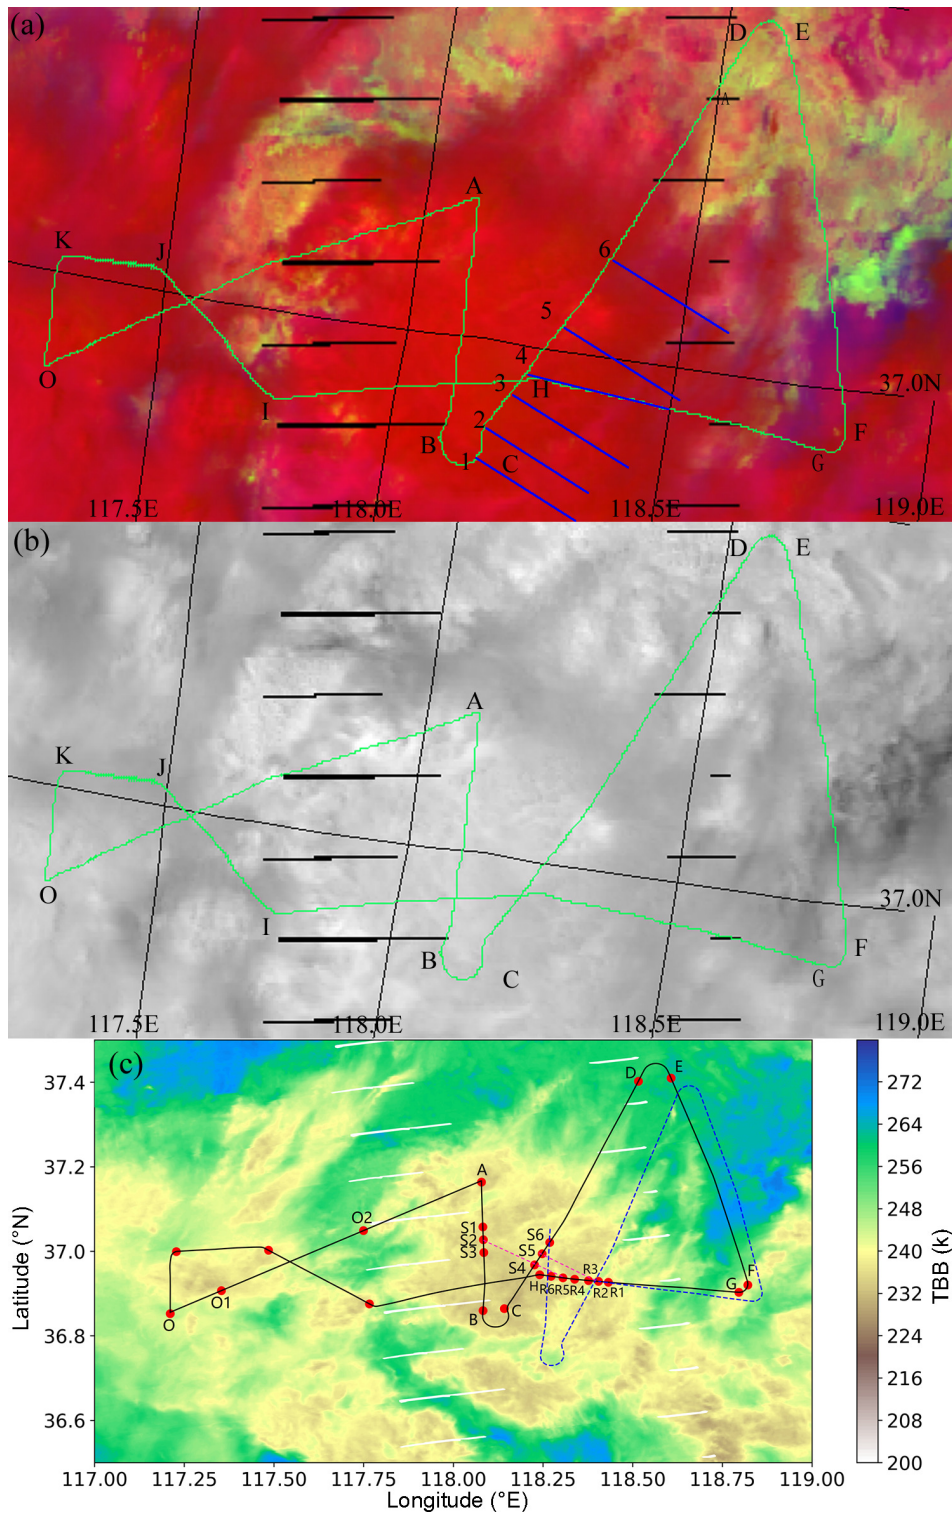 (a)
D
E
A
A
K
J
6
5
4
O
3
H
37.0N
I
2
B
1
C
F
G
117.5E
118.0E
118.5E
119.0E
(b)
D
E
A
K
J
O
37.0N
I
B
C
F
G
117.5E
118.0E
118.5E
119.0E
(c)
D
E
A
O2
S1
S2
S3
S6
S5
S4
R3
H
R6
R5
R4
R2
R1
F
G
O1
O
B
C
37.4
37.2
37.0
36.8
36.6
Latitude (°N)
117.00
117.25
117.50
117.75
118.00
118.25
118.50
118.75
119.00
Longitude (°E)
272
264
256
248
240
232
224
216
208
200
TBB (k)